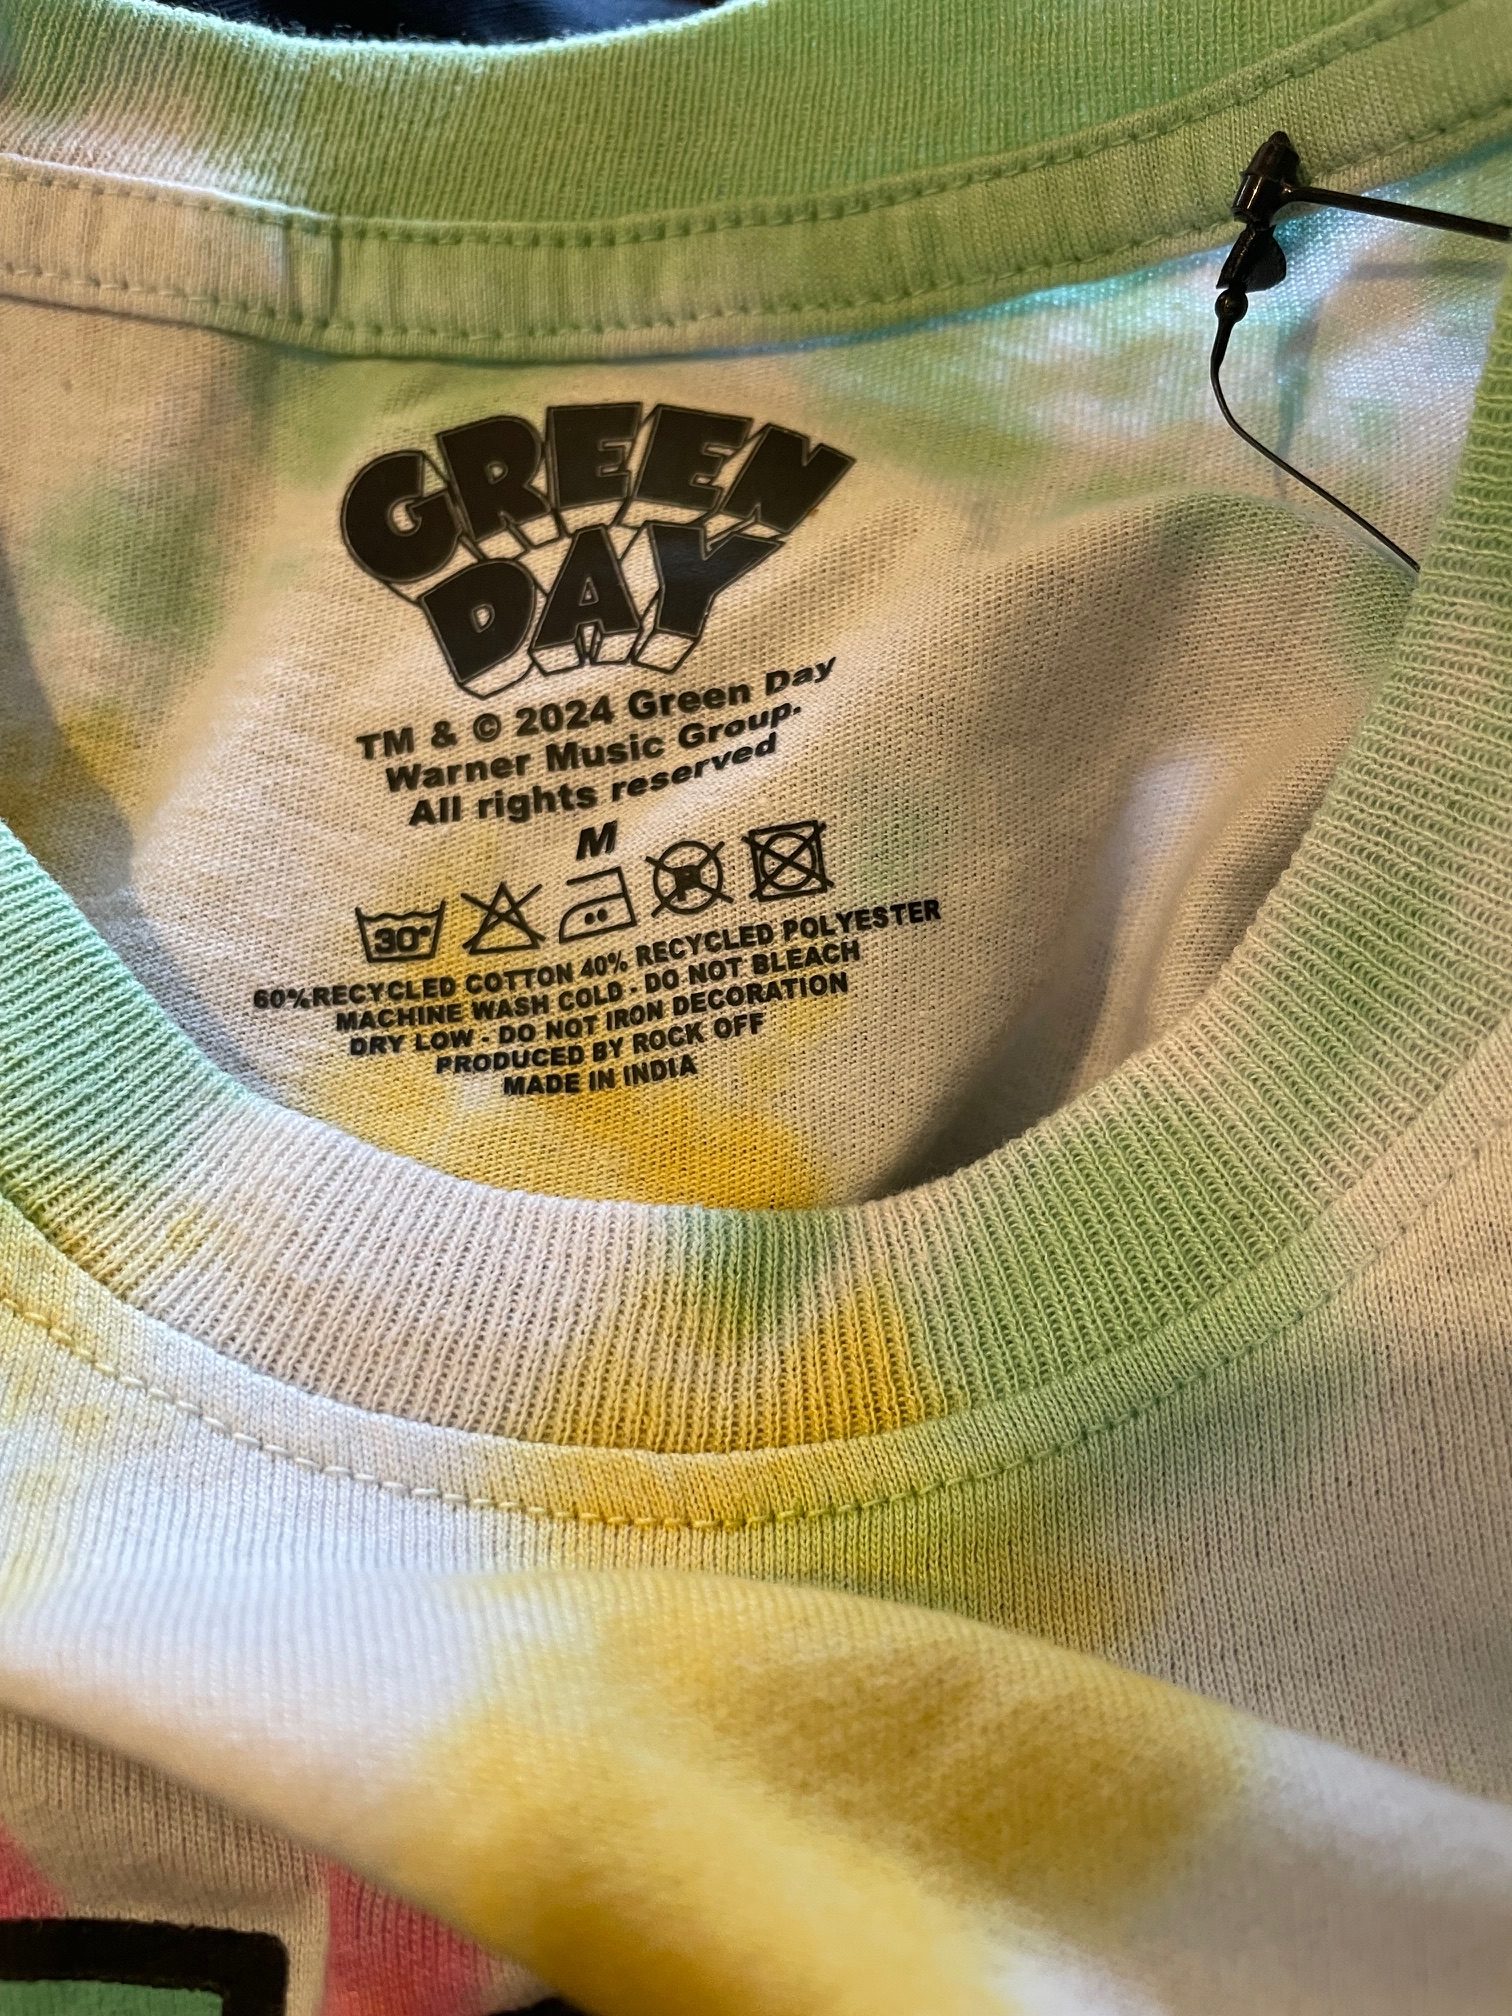 GREEN
DAY
TM & © 2024 Green Day
Warner Music Group.
All rights reserved
M
30°
P
60%RECYCLED COTTON 40% RECYCLED POLYESTER
MACHINE WASH COLD - DO NOT BLEACH
DRY LOW - DO NOT IRON DECORATION
PRODUCED BY ROCK OFF
MADE IN INDIA